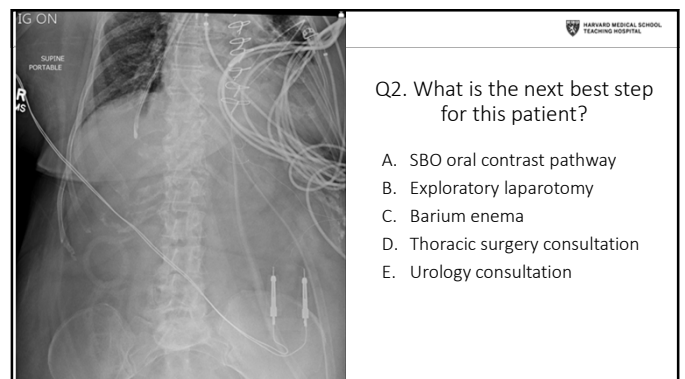 IG ON
SUPINE
PORTABLE
R
MS
HARVARD MEDICAL SCHOOL
TEACHING HOSPITAL
Q2. What is the next best step
for this patient?
A. SBO oral contrast pathway
B. Exploratory laparotomy
C. Barium enema
D. Thoracic surgery consultation
E. Urology consultation